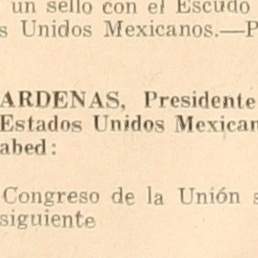 un sello con el Escudo
s Unidos Mexicanos.—P
ARDENAS, Presidente
Estados Unidos Mexican
abed:
Congreso de la Unión s
siguiente